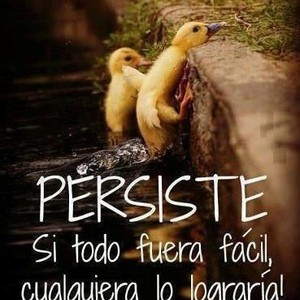 PERSISTE
Si todo fuera fácil,
cualquiera lo lograría!